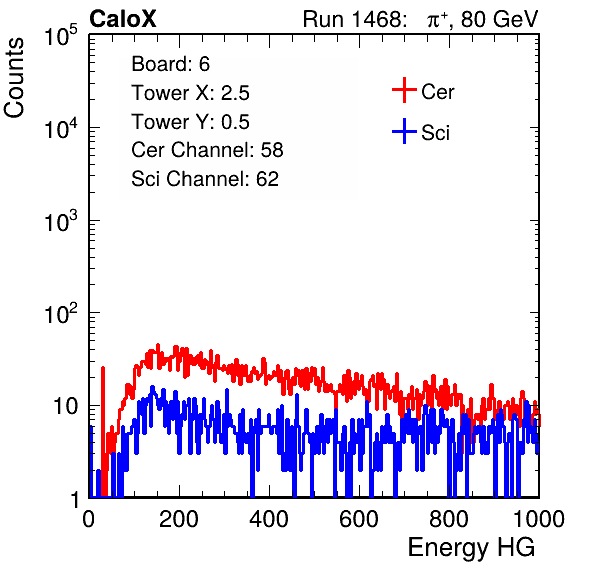 CaloX Run 1468: π⁺, 80 GeV
Board: 6
Tower X: 2.5
Tower Y: 0.5
Cer Channel: 58
Sci Channel: 62
Cer
Sci
Counts
10⁵
10⁴
10³
10²
10
1
0 200 400 600 800 1000
Energy HG